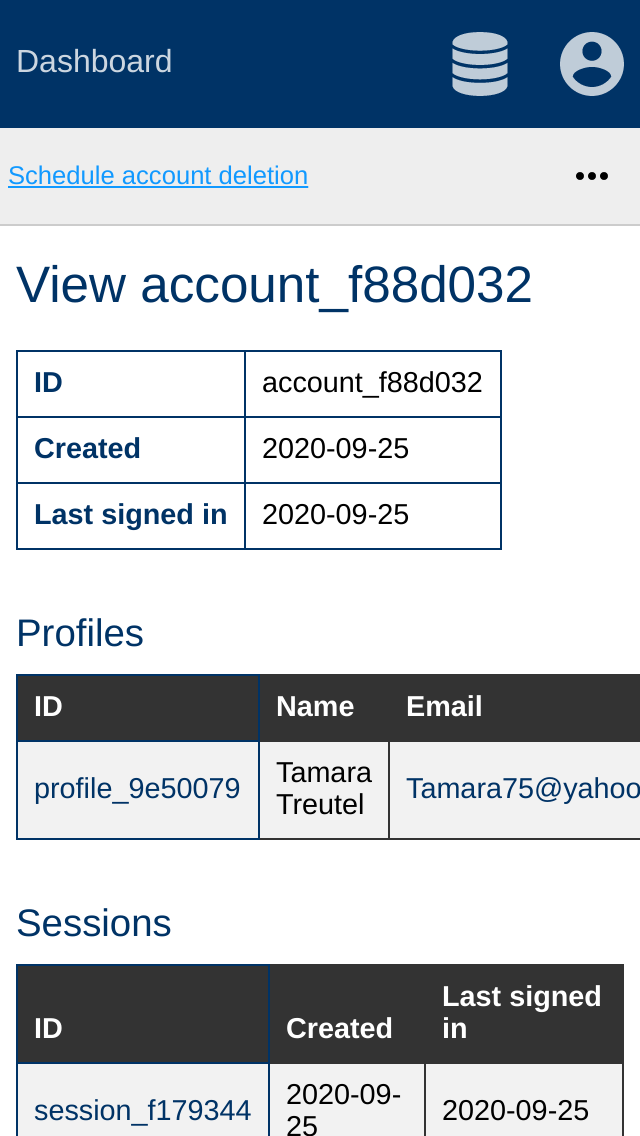 Dashboard
Schedule account deletion
View account_f88d032
ID account_f88d032
Created 2020-09-25
Last signed in 2020-09-25
Profiles
ID Name Email
profile_9e50079 Tamara Treutel Tamara75@yahoo
Sessions
ID Created Last signed in
session_f179344 2020-09-25 2020-09-25